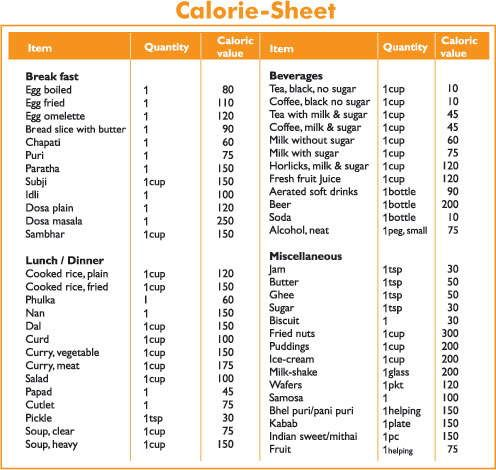 Calorie-Sheet
Item Quantity Caloric value
Break fast
Egg boiled 1 80
Egg fried 1 110
Egg omelette 1 120
Bread slice with butter 1 90
Chapati 1 60
Puri 1 75
Paratha 1 150
Subji 1cup 150
Idli 1 100
Dosa plain 1 120
Dosa masala 1 250
Sambhar 1cup 150
Lunch / Dinner
Cooked rice, plain 1cup 120
Cooked rice, fried 1cup 150
Phulka 1 60
Nan 1 150
Dal 1cup 150
Curd 1cup 100
Curry, vegetable 1cup 150
Curry, meat 1cup 175
Salad 1cup 100
Papad 1 45
Cutlet 1 75
Pickle 1tsp 30
Soup, clear 1cup 75
Soup, heavy 1cup 150
Item Quantity Caloric value
Beverages
Tea, black, no sugar 1cup 10
Coffee, black no sugar 1cup 10
Tea with milk & sugar 1cup 45
Coffee, milk & sugar 1cup 45
Milk without sugar 1cup 60
Milk with sugar 1cup 75
Horlicks, milk & sugar 1cup 120
Fresh fruit Juice 1cup 120
Aerated soft drinks 1bottle 90
Beer 1bottle 200
Soda 1bottle 10
Alcohol, neat 1peg, small 75
Miscellaneous
Jam 1tsp 30
Butter 1tsp 50
Ghee 1tsp 50
Sugar 1tsp 30
Biscuit 1 30
Fried nuts 1cup 300
Puddings 1cup 200
Ice-cream 1cup 200
Milk-shake 1glass 200
Wafers 1pkt 120
Samosa 1 100
Bhel puri/pani puri 1helping 150
Kabab 1plate 150
Indian sweet/mithai 1pc 150
Fruit 1helping 75